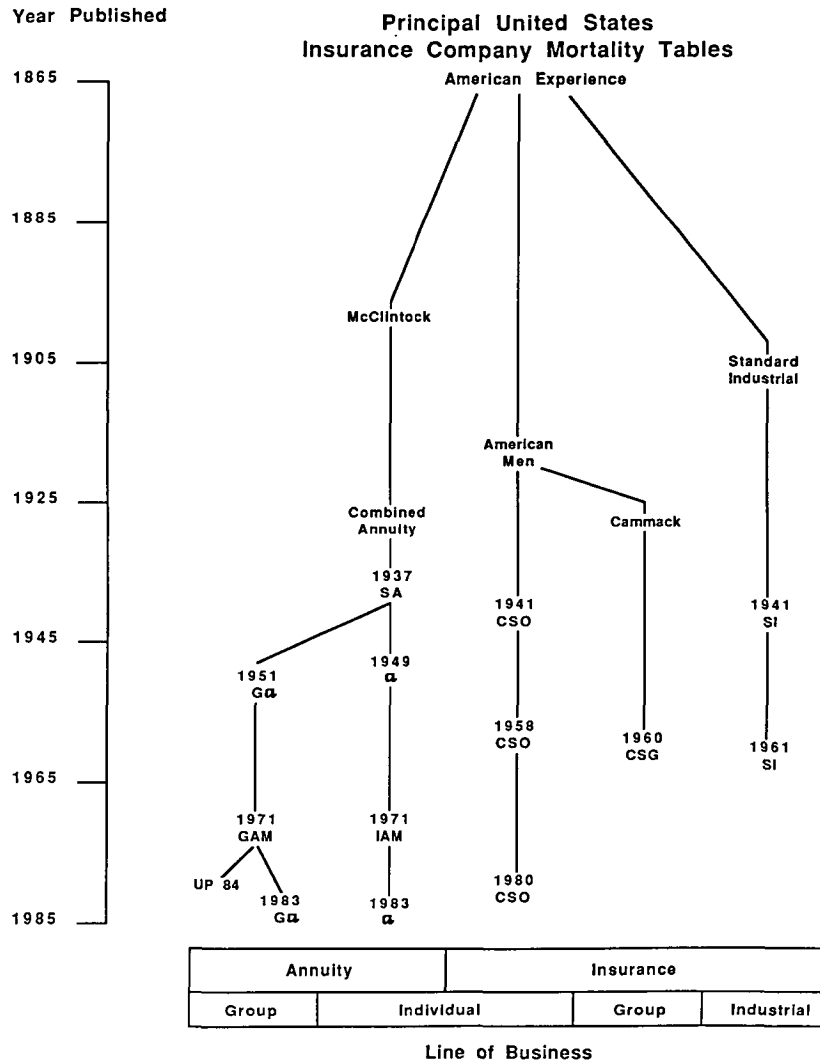 Year Published
Principal United States
Insurance Company Mortality Tables
1865
American Experience
1885
McClintock
1905
Standard
Industrial
American
Men
1925
Combined
Annuity
Cammack
1937
SA
1941
CSO
1941
SI
1945
1951
Ga
1949
a
1958
CSO
1960
CSG
1961
SI
1965
1971
GAM
1971
IAM
UP 84
1983
Ga
1983
a
1980
CSO
1985
Annuity
Insurance
Group
Individual
Group
Industrial
Line of Business